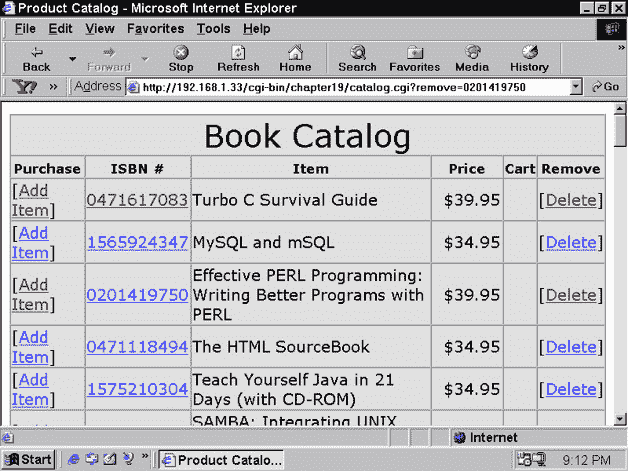 Product Catalog - Microsoft Internet Explorer
File Edit View Favorites Tools Help
Back Forward Stop Refresh Home Search Favorites Media History
Address http://192.168.1.33/cgi-bin/chapter19/catalog.cgi?remove=0201419750 Go
Book Catalog
Purchase ISBN # Item Price Cart Remove
[Add Item] 0471617083 Turbo C Survival Guide $39.95 [Delete]
[Add Item] 1565924347 MySQL and mSQL $34.95 [Delete]
Effective PERL Programming:
[Add Item] 0201419750 Writing Better Programs with $39.95 [Delete]
PERL
[Add Item] 0471118494 The HTML SourceBook $34.95 [Delete]
[Add Item] 1575210304 Teach Yourself Java in 21 $34.95 [Delete]
Days (with CD-ROM)
SAMBA: Integrating UNIX
Internet
Start Product Catalo... 9:12 PM